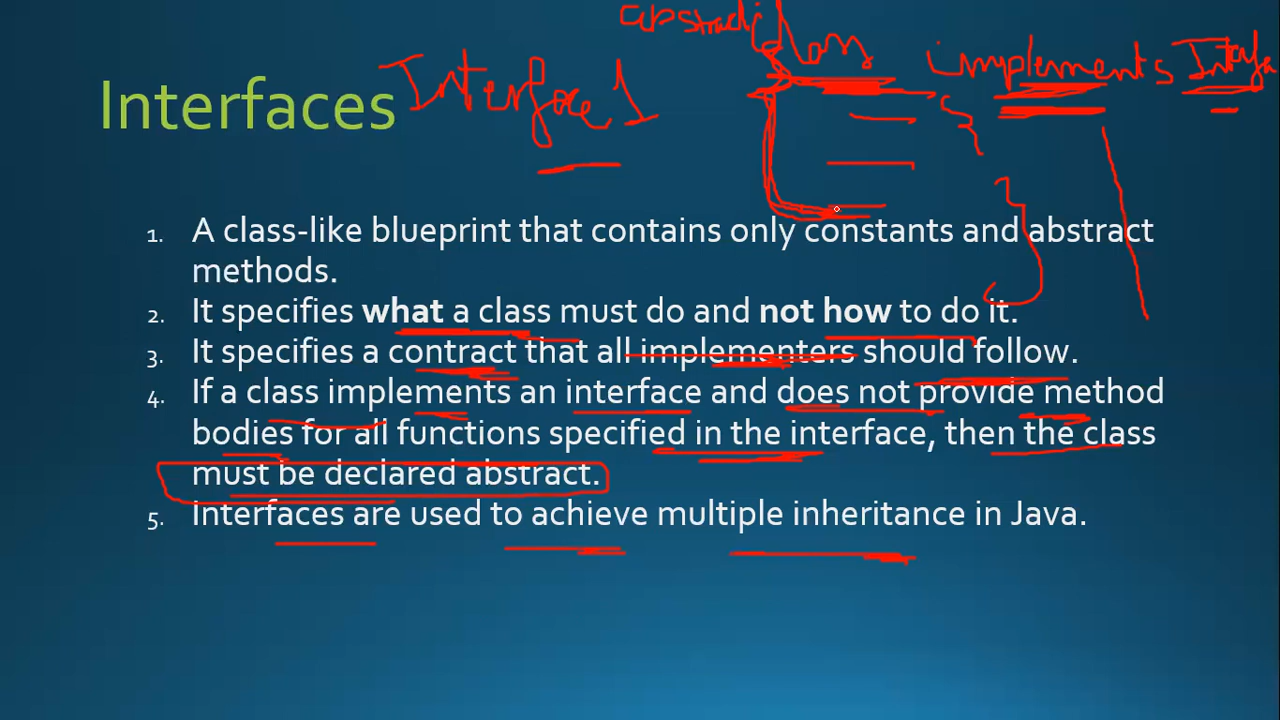 abstract class
implements Interfa
Interfaces Interface 1
1. A class-like blueprint that contains only constants and abstract
methods.
2. It specifies what a class must do and not how to do it.
3. It specifies a contract that all implementers should follow.
4. If a class implements an interface and does not provide method
bodies for all functions specified in the interface, then the class
must be declared abstract.
5. Interfaces are used to achieve multiple inheritance in Java.